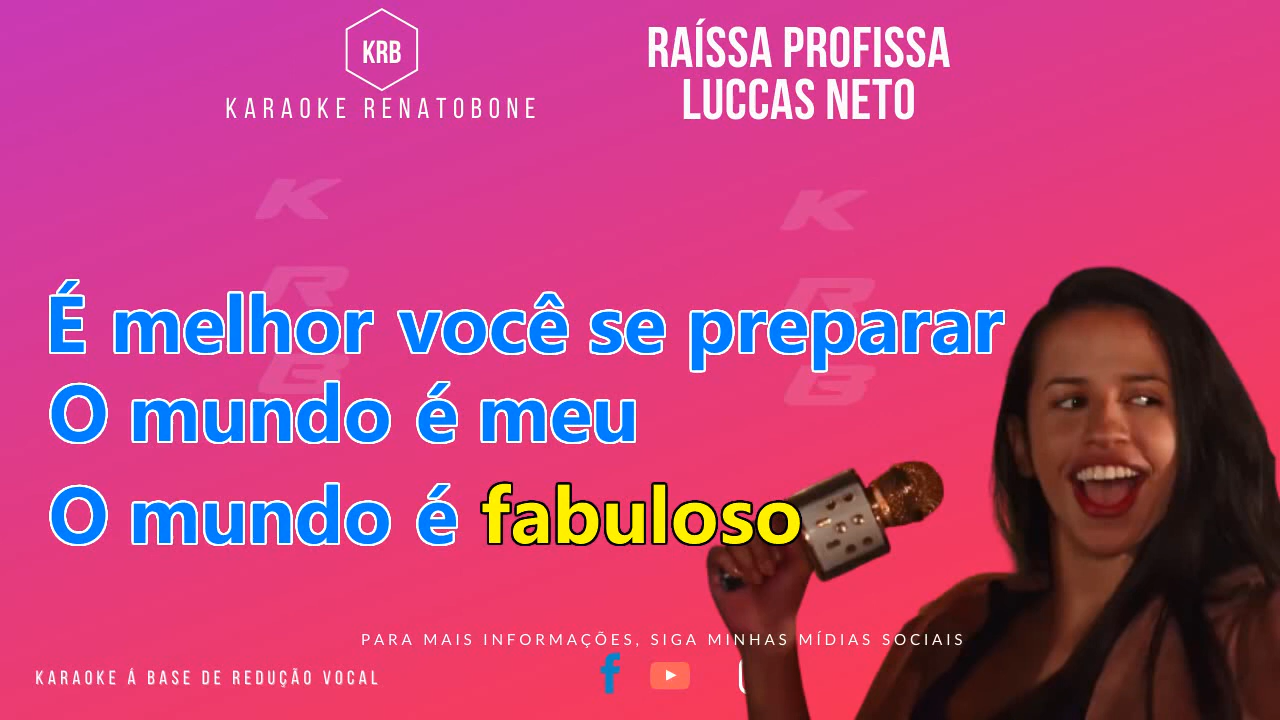 KRB
KARAOKE RENATOBONE
RAÍSSA PROFISSA
LUCCAS NETO
K
R
B
K
R
B
É melhor você se preparar
O mundo é meu
O mundo é fabuloso
PARA MAIS INFORMAÇÕES, SIGA MINHAS MÍDIAS SOCIAIS
KARAOKE Á BASE DE REDUÇÃO VOCAL